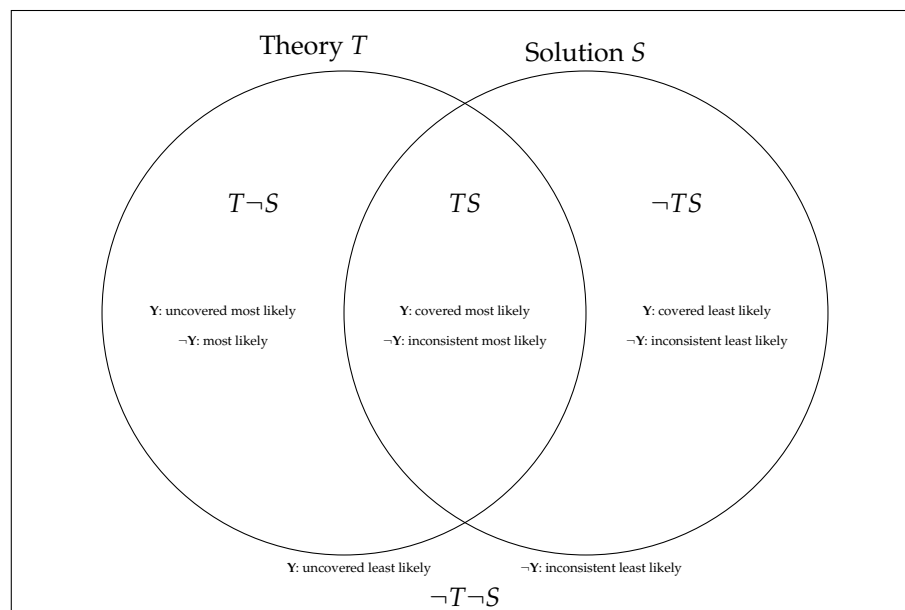 Theory T
Solution S
T¬S
TS
¬TS
Y: uncovered most likely
Y: covered most likely
Y: covered least likely
¬Y: most likely
¬Y: inconsistent most likely
¬Y: inconsistent least likely
Y: uncovered least likely
¬Y: inconsistent least likely
¬T¬S